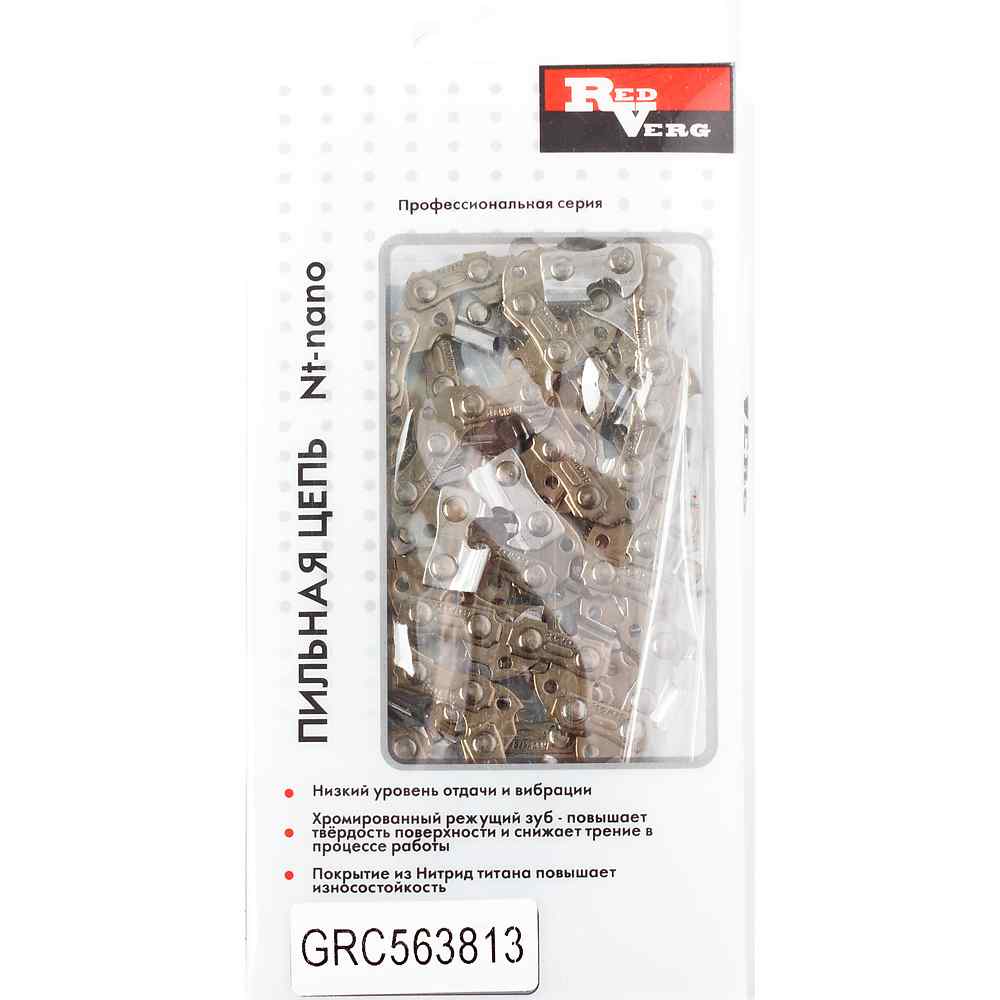 RED
VERG
Профессиональная серия
ПИЛЬНАЯ ЦЕПЬ Nt-nano
Низкий уровень отдачи и вибрации
Хромированный режущий зуб - повышает
твёрдость поверхности и снижает трение в
процессе работы
Покрытие из Нитрид титана повышает
износостойкость
GRC563813